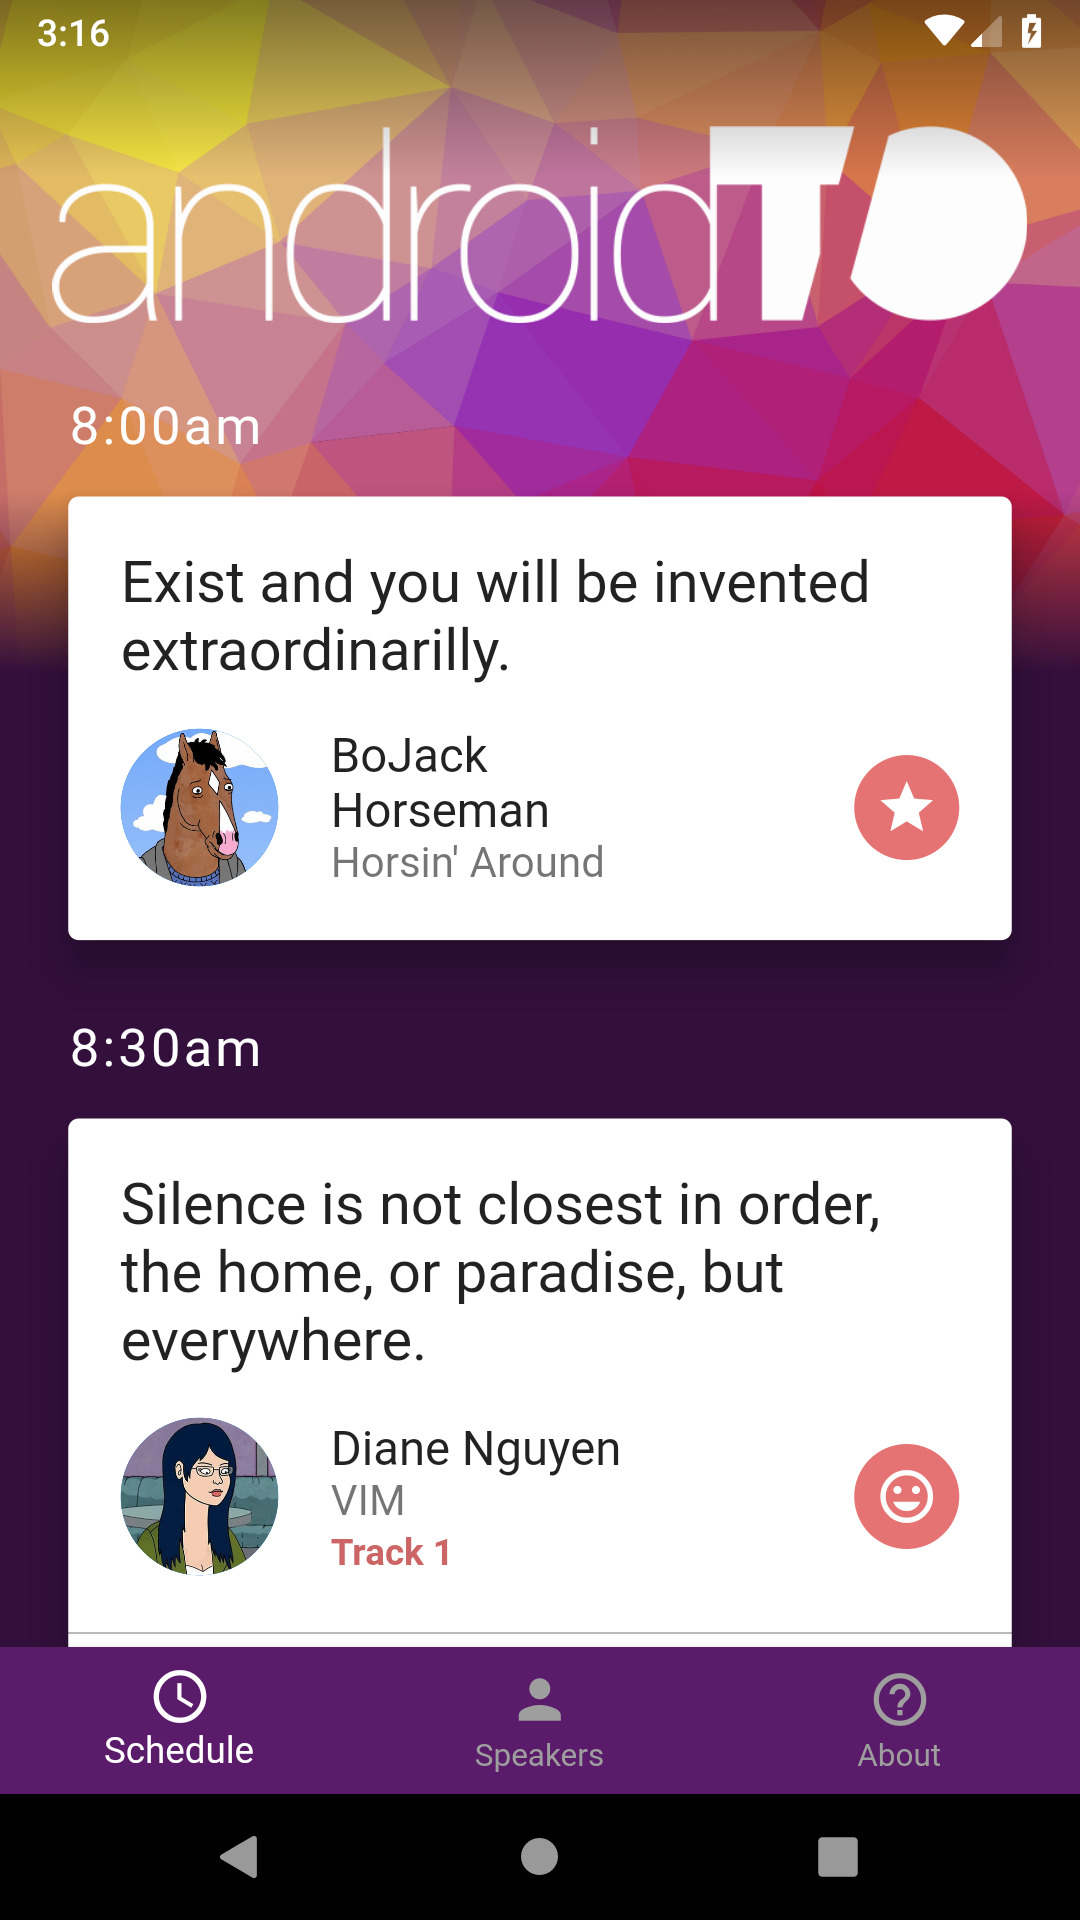 3:16
androidTO
8:00am
Exist and you will be invented
extraordinarilly.
BoJack
Horseman
Horsin' Around
8:30am
Silence is not closest in order,
the home, or paradise, but
everywhere.
Diane Nguyen
VIM
Track 1
Schedule
Speakers
About